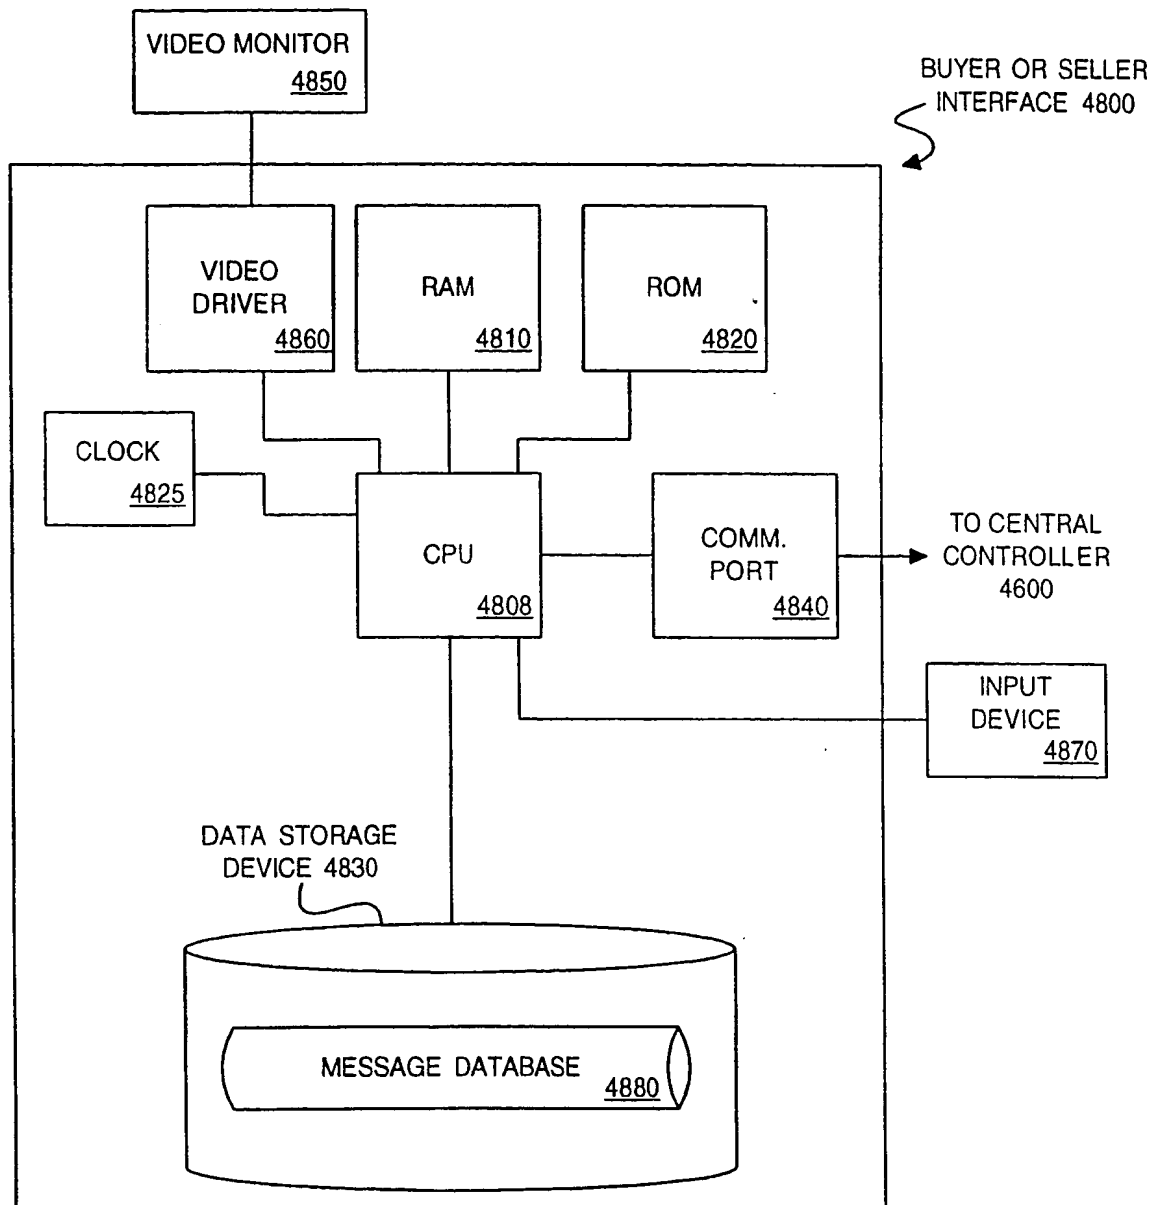 VIDEO MONITOR
4850
BUYER OR SELLER
INTERFACE 4800
VIDEO
DRIVER
4860
RAM
4810
ROM
4820
CLOCK
4825
CPU
4808
COMM.
PORT
4840
TO CENTRAL
CONTROLLER
4600
INPUT
DEVICE
4870
DATA STORAGE
DEVICE 4830
MESSAGE DATABASE
4880